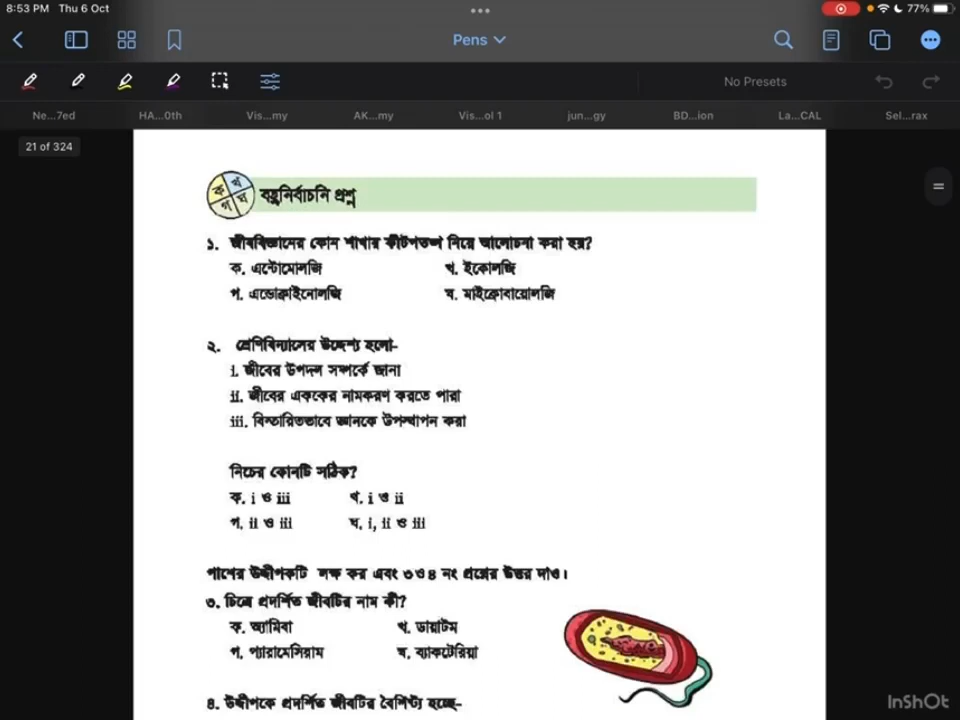 8:53 PM Thu 6 Oct
77%
Pens
No Presets
Ne...7ed HA...0th Vis...my AK...my Vis...ol 1 jun...gy BD...ion La...CAL Sel...rax
21 of 324
ক খ গ ঘ
বহুনির্বাচনি প্রশ্ন
১. জীববিজ্ঞানের কোন শাখায় কীটপতঙ্গ নিয়ে আলোচনা করা হয়?
ক. এন্টোমোলজি খ. ইকোলজি
গ. এন্ডোক্রাইনোলজি ঘ. মাইক্রোবায়োলজি
২. শ্রেণিবিন্যাসের উদ্দেশ্য হলো-
i. জীবের উপদল সম্পর্কে জানা
ii. জীবের এককের নামকরণ করতে পারা
iii. বিস্তারিতভাবে জ্ঞানকে উপস্থাপন করা
নিচের কোনটি সঠিক?
ক. i ও iii খ. i ও ii
গ. ii ও iii ঘ. i, ii ও iii
পাশের উদ্দীপকটি লক্ষ কর এবং ৩ ও ৪ নং প্রশ্নের উত্তর দাও।
৩. চিত্রে প্রদর্শিত জীবটির নাম কী?
ক. অ্যামিবা খ. ডায়াটম
গ. প্যারামেসিয়াম ঘ. ব্যাকটেরিয়া
৪. উদ্দীপকে প্রদর্শিত জীবটির বৈশিষ্ট্য হচ্ছে-
InShOt